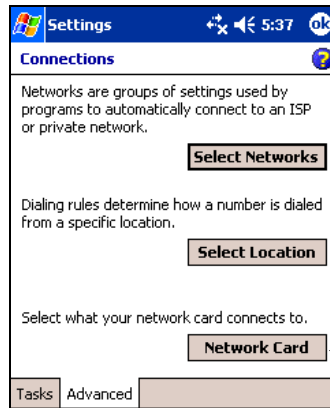 Settings 5:37 ok
Connections ?
Networks are groups of settings used by
programs to automatically connect to an ISP
or private network.
Select Networks
Dialing rules determine how a number is dialed
from a specific location.
Select Location
Select what your network card connects to.
Network Card
Tasks Advanced